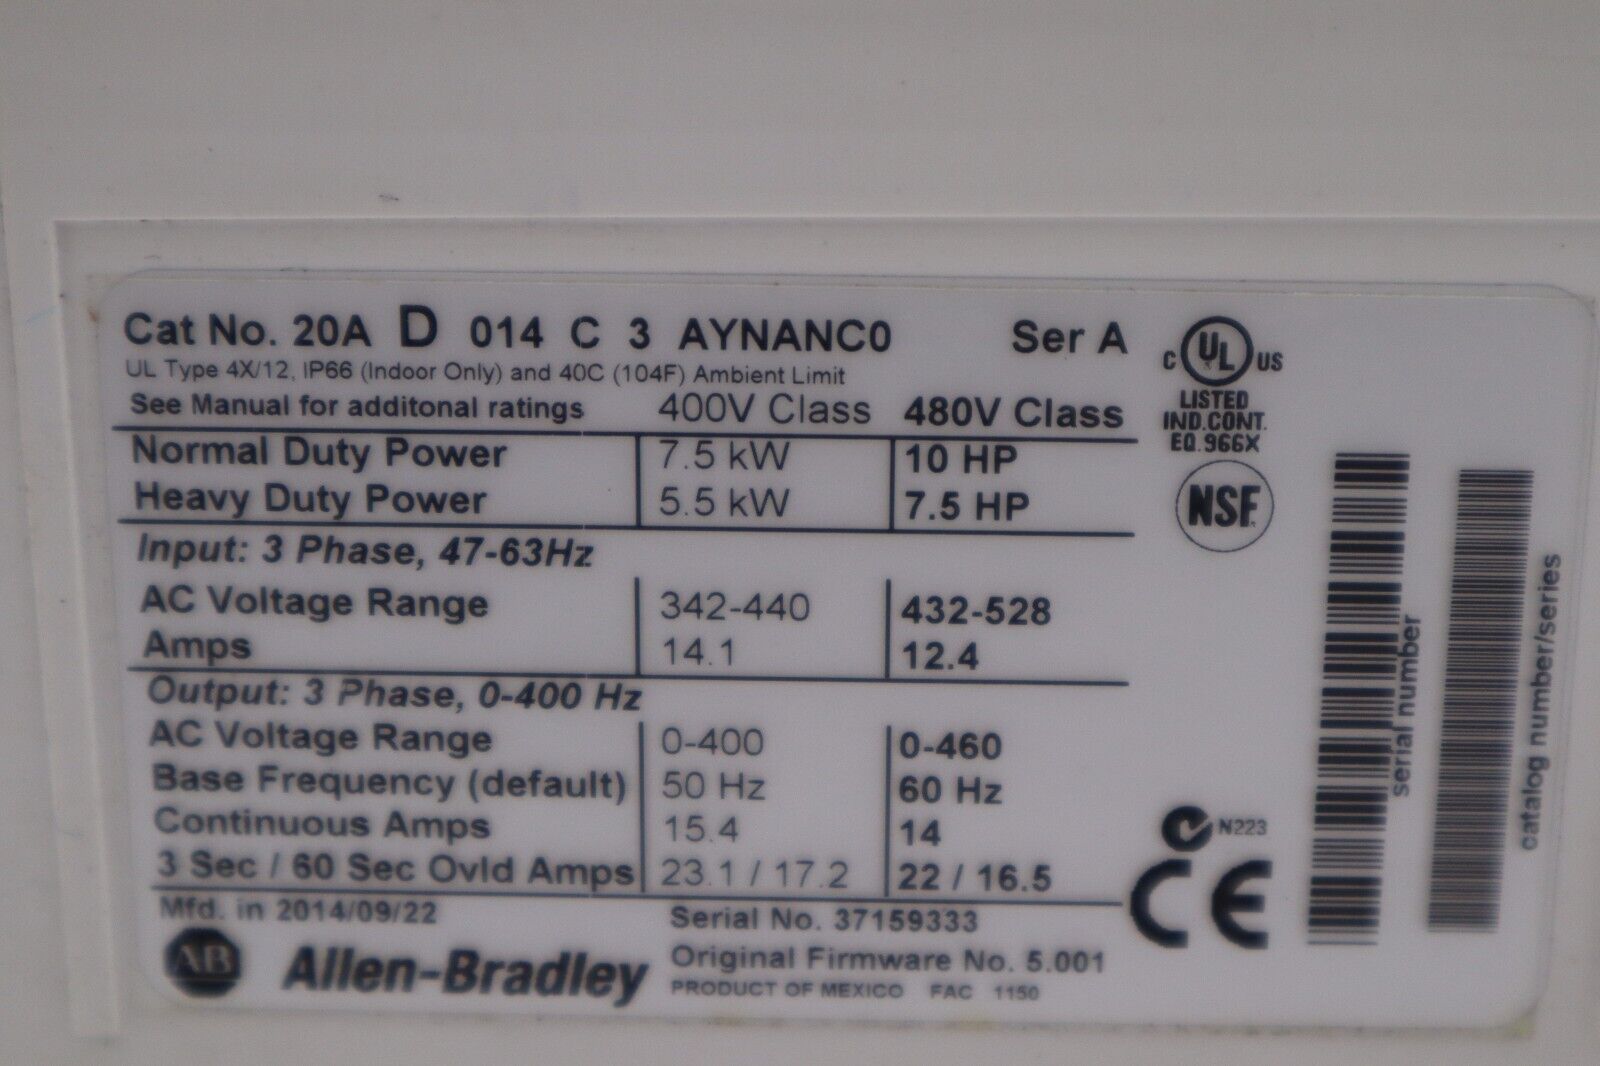 Cat No. 20A D 014 C 3 AYNANC0 Ser A
UL Type 4X/12, IP66 (Indoor Only) and 40C (104F) Ambient Limit
See Manual for additonal ratings 400V Class 480V Class
Normal Duty Power 7.5 kW 10 HP
Heavy Duty Power 5.5 kW 7.5 HP
Input: 3 Phase, 47-63Hz
AC Voltage Range 342-440 432-528
Amps 14.1 12.4
Output: 3 Phase, 0-400 Hz
AC Voltage Range 0-400 0-460
Base Frequency (default) 50 Hz 60 Hz
Continuous Amps 15.4 14
3 Sec / 60 Sec Ovld Amps 23.1 / 17.2 22 / 16.5
Mfd. in 2014/09/22 Serial No. 37159333
AB Allen-Bradley Original Firmware No. 5.001
PRODUCT OF MEXICO FAC 1150
C UL US
LISTED
IND.CONT.
EQ.966X
NSF
N223
CE
serial number
catalog number/series